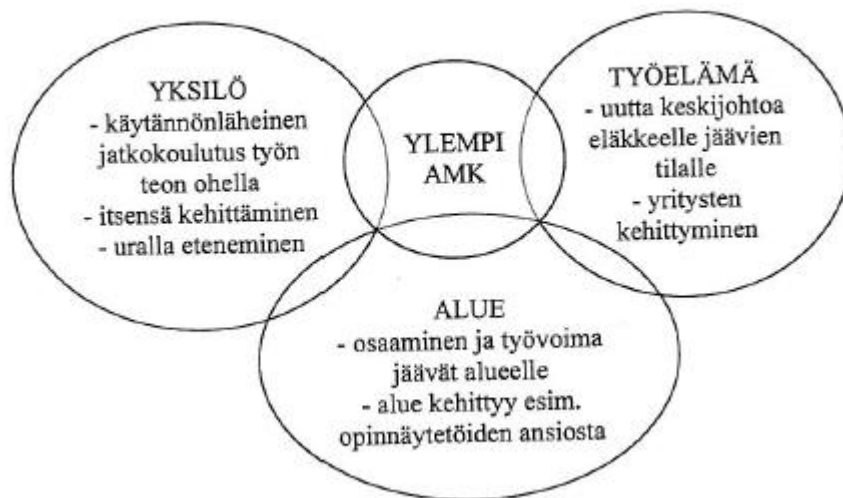 YKSILÖ
- käytännönläheinen
jatkokoulutus työn
teon ohella
- itsensä kehittäminen
- uralla eteneminen
YLEMPI
AMK
TYÖELÄMÄ
- uutta keskijohtoa
eläkkeelle jäävien
tilalle
- yritysten
kehittyminen
ALUE
- osaaminen ja työvoima
jäävät alueelle
- alue kehittyy esim.
opinnäytetöiden ansiosta